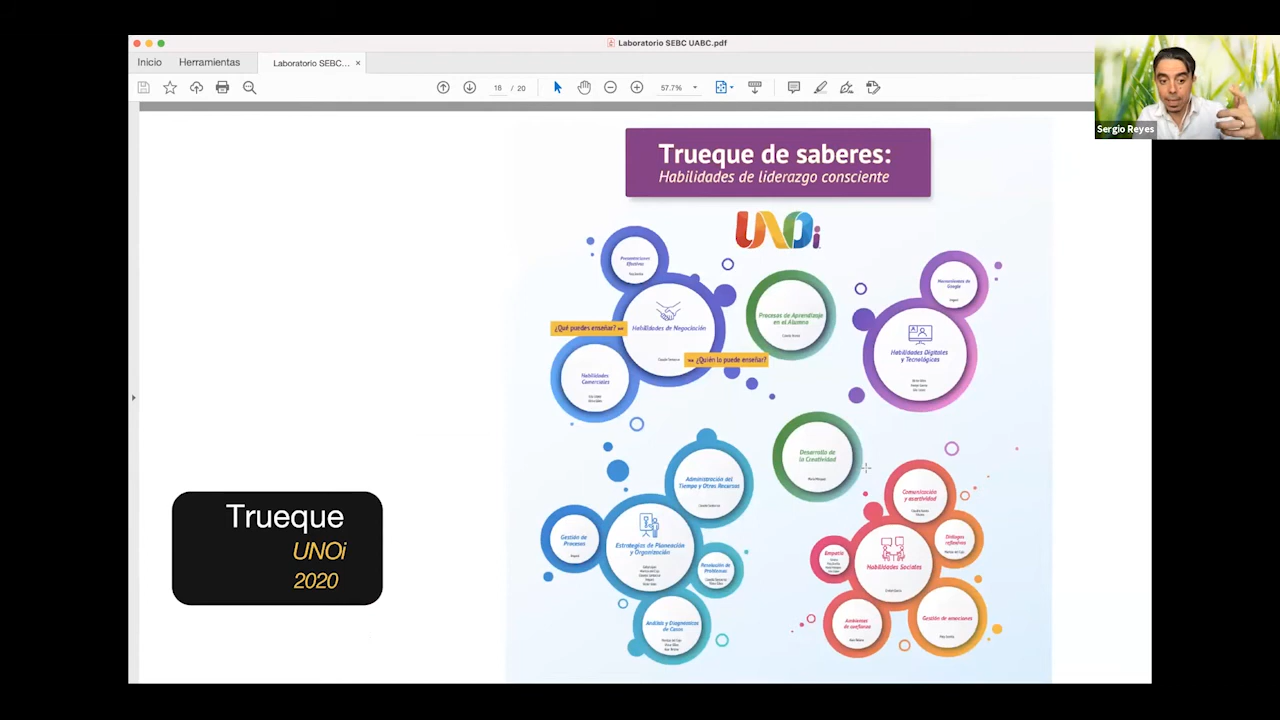 Laboratorio SEBC UABC.pdf
Inicio
Herramientas
Laboratorio SEBC...
×
16 / 20
57.7%
Sergio Reyes
Trueque de saberes:
Habilidades de liderazgo consciente
UNOi
Presentaciones
Efectivas
Herramientas de
Google
Procesos de Aprendizaje
en el Alumno
¿Qué puedes enseñar?
Habilidades de Negociación
¿Quién lo puede enseñar?
Habilidades Digitales
y Tecnológicas
Habilidades
Comerciales
Desarrollo de
la Creatividad
Administración del
Tiempo y Otros Recursos
Comunicación
y asertividad
Gestión de
Procesos
Estrategias de Planeación
y Organización
Resolución de
Problemas
Diálogos
reflexivos
Empatía
Habilidades Sociales
Análisis y Diagnósticos
de Casos
Ambientes
de confianza
Gestión de emociones
Trueque
UNOi
2020